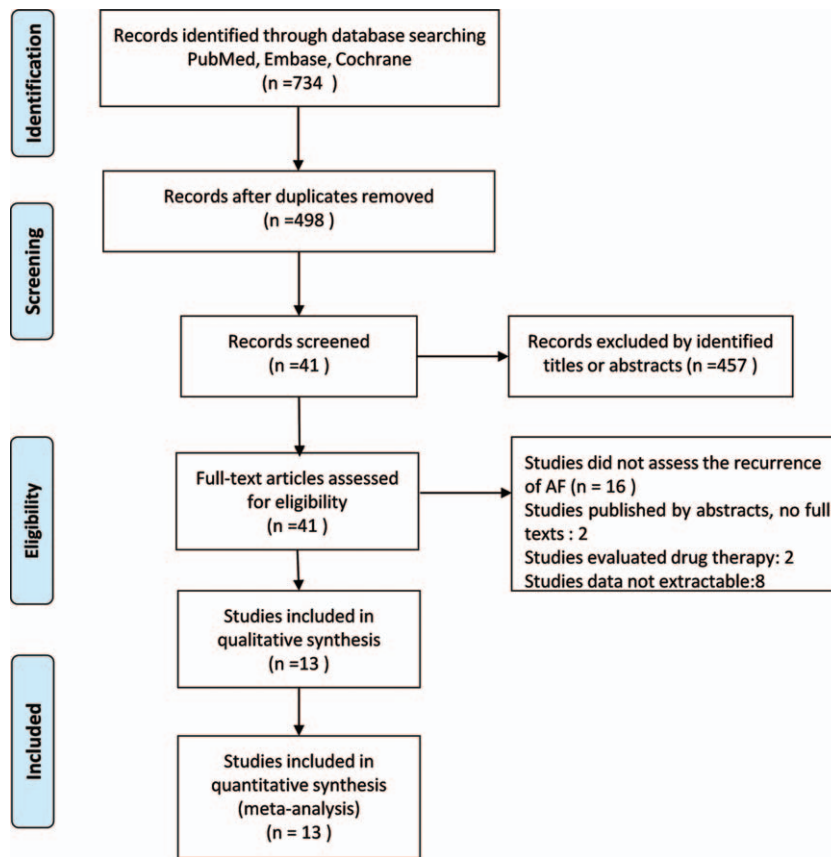 Identification
Records identified through database searching
PubMed, Embase, Cochrane
(n =734 )
Records after duplicates removed
(n =498 )
Screening
Records screened
(n =41 )
Records excluded by identified
titles or abstracts (n =457 )
Eligibility
Full-text articles assessed
for eligibility
(n =41 )
Studies did not assess the recurrence
of AF (n = 16 )
Studies published by abstracts, no full
texts : 2
Studies evaluated drug therapy: 2
Studies data not extractable:8
Studies included in
qualitative synthesis
(n =13 )
Included
Studies included in
quantitative synthesis
(meta-analysis)
(n = 13 )